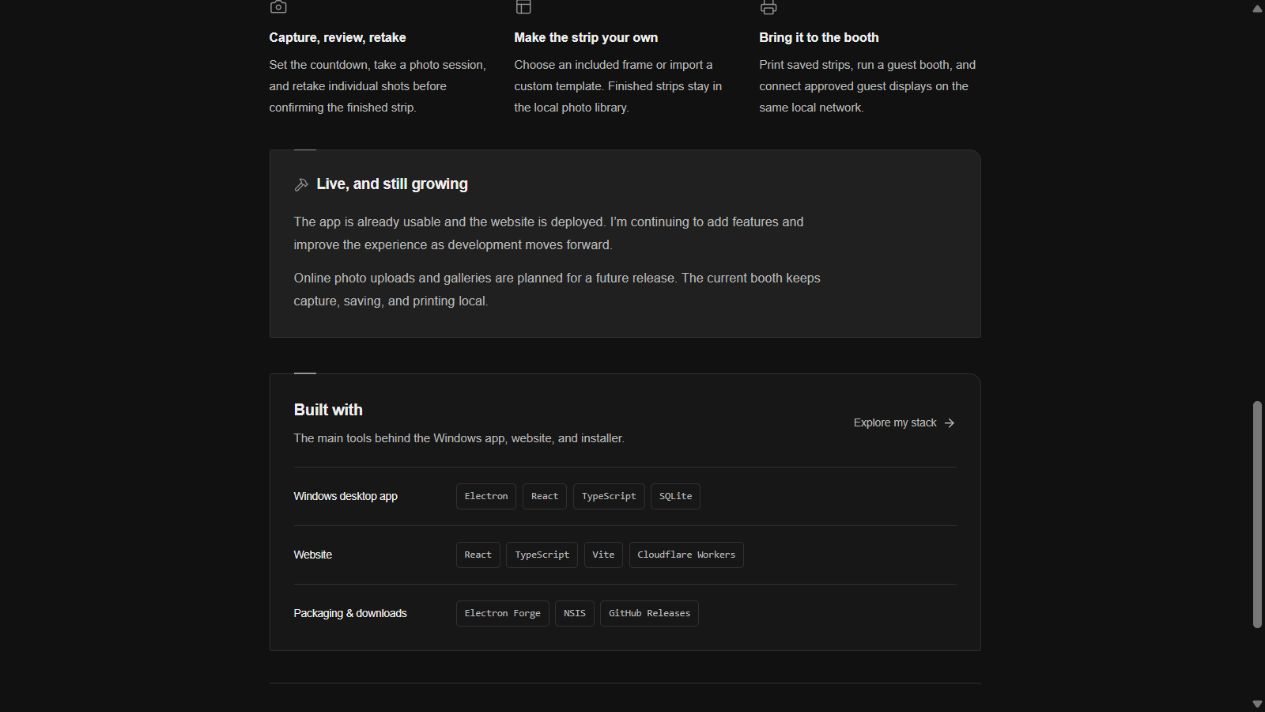 Capture, review, retake
Set the countdown, take a photo session,
and retake individual shots before
confirming the finished strip.
Make the strip your own
Choose an included frame or import a
custom template. Finished strips stay in
the local photo library.
Bring it to the booth
Print saved strips, run a guest booth, and
connect approved guest displays on the
same local network.
Live, and still growing
The app is already usable and the website is deployed. I'm continuing to add features and
improve the experience as development moves forward.
Online photo uploads and galleries are planned for a future release. The current booth keeps
capture, saving, and printing local.
Built with
The main tools behind the Windows app, website, and installer.
Explore my stack →
Windows desktop app
Electron React TypeScript SQLite
Website
React TypeScript Vite Cloudflare Workers
Packaging & downloads
Electron Forge NSIS GitHub Releases